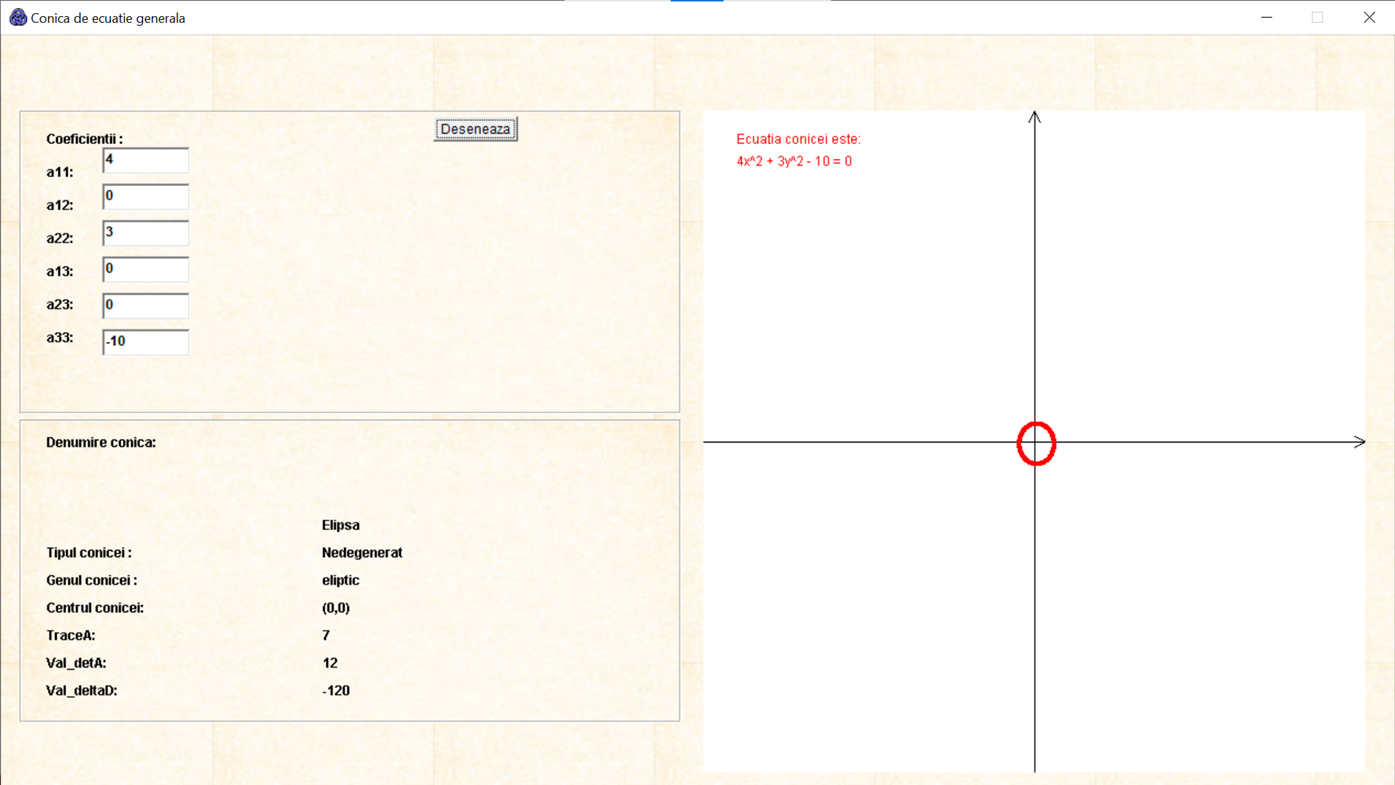 Conica de ecuatie generala
Coeficientii :
Deseneaza
a11: 4
a12: 0
a22: 3
a13: 0
a23: 0
a33: -10
Denumire conica:
Elipsa
Tipul conicei : Nedegenerat
Genul conicei : eliptic
Centrul conicei: (0,0)
TraceA: 7
Val_detA: 12
Val_deltaD: -120
Ecuatia conicei este:
4x^2 + 3y^2 - 10 = 0